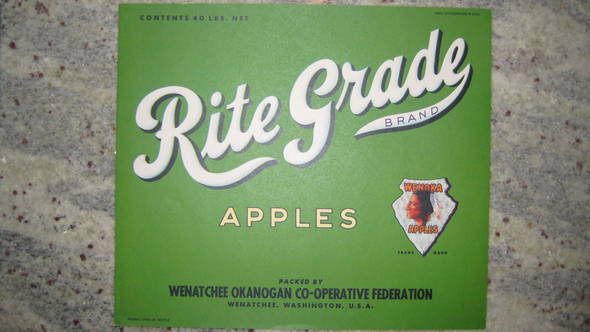 CONTENTS 40 LBS. NET
Rite Grade
BRAND
APPLES
WENOKA
APPLES
TRADE MARK
PACKED BY
WENATCHEE OKANOGAN CO-OPERATIVE FEDERATION
WENATCHEE, WASHINGTON, U.S.A.